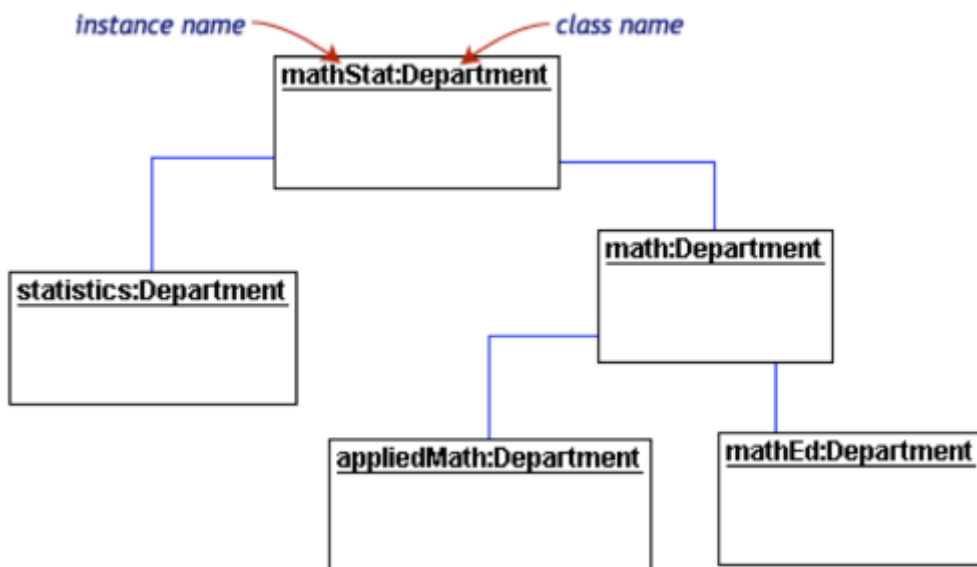 instance name
class name
mathStat:Department
math:Department
statistics:Department
appliedMath:Department
mathEd:Department